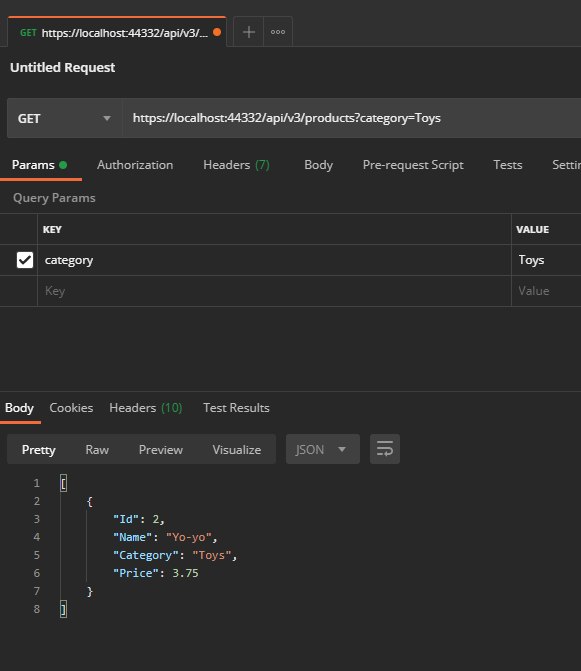 GET https://localhost:44332/api/v3/...
Untitled Request
GET https://localhost:44332/api/v3/products?category=Toys
Params Authorization Headers (7) Body Pre-request Script Tests Settin
Query Params
KEY VALUE
category Toys
Key Value
Body Cookies Headers (10) Test Results
Pretty Raw Preview Visualize JSON
1 [
2 {
3 "Id": 2,
4 "Name": "Yo-yo",
5 "Category": "Toys",
6 "Price": 3.75
7 }
8 ]